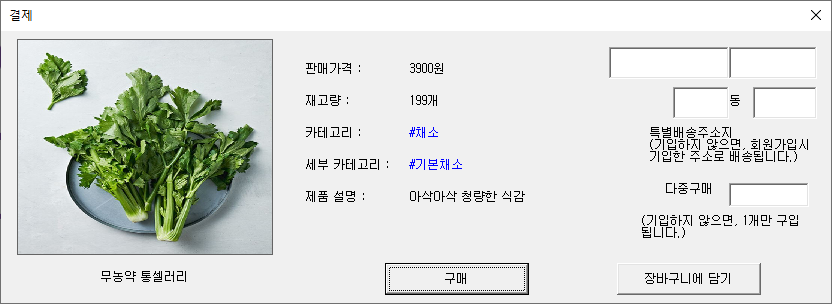 결제
판매가격 : 3900원
재고량 : 199개
카테고리 : #채소
세부 카테고리 : #기본채소
제품 설명 : 아삭아삭 청량한 식감
무농약 통셀러리
동
특별배송주소지
(기입하지 않으면, 회원가입시
기입한 주소로 배송됩니다.)
다중구매
(기입하지 않으면, 1개만 구입
됩니다.)
구매
장바구니에 담기